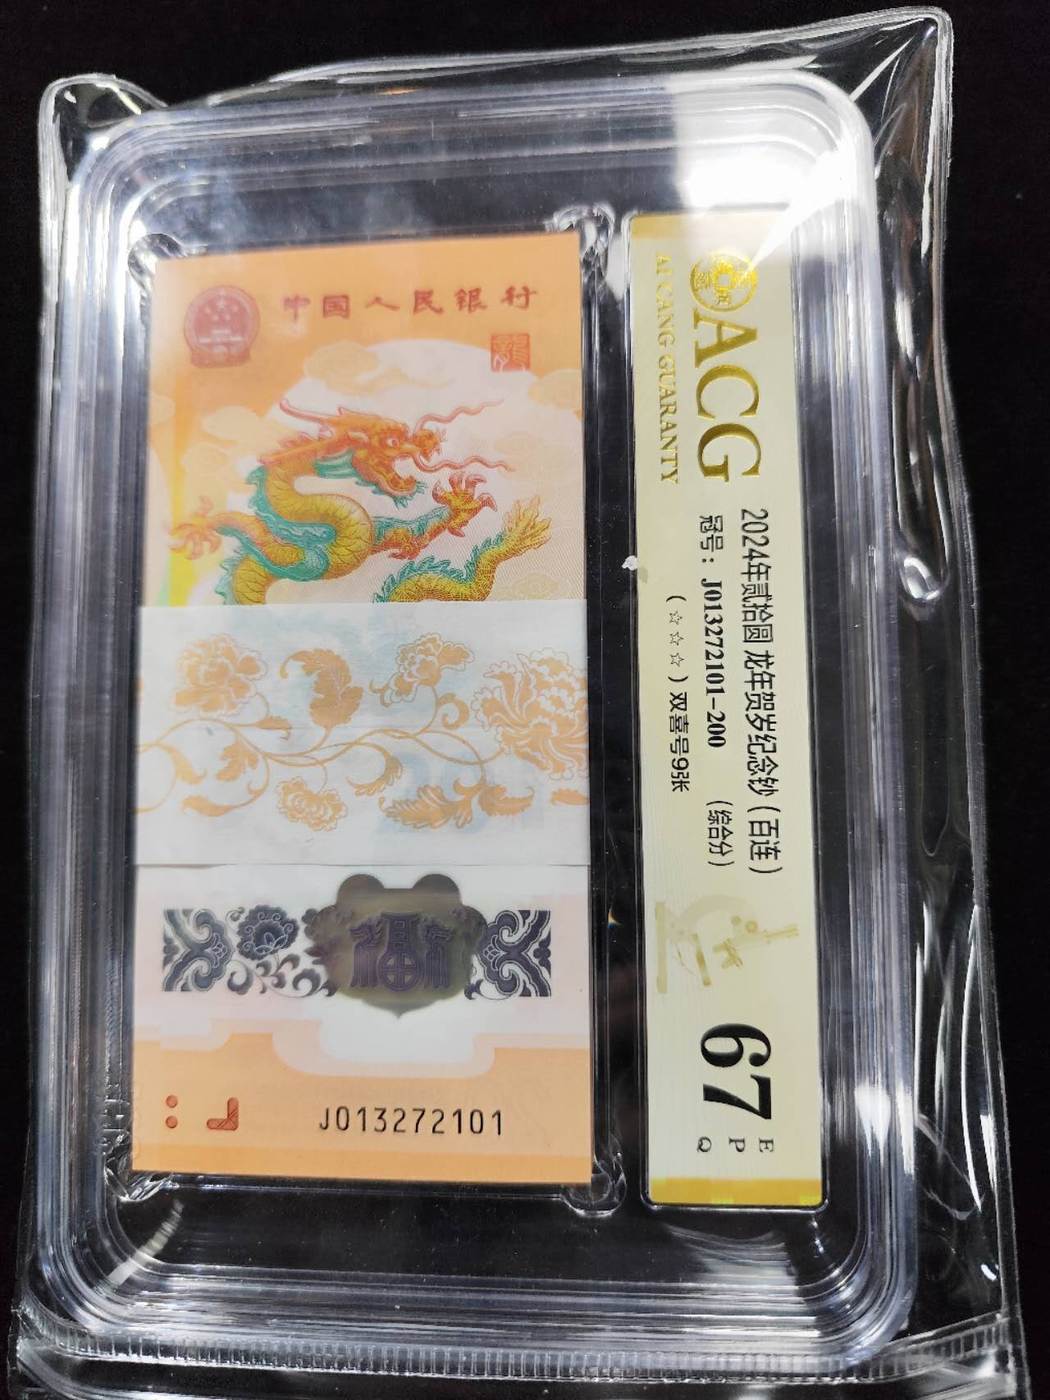 中国人民银行
龍
福
J013272101
ACG
AI CANG GUARANTY
2024年贰拾圆 龙年贺岁纪念钞(百连)
冠号:J013272101-200 (综合分)
(☆☆☆)双喜号9张
67
E
P
Q